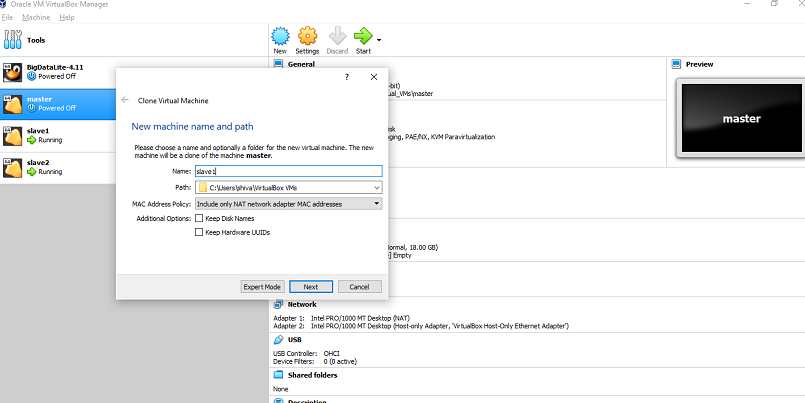 Oracle VM VirtualBox Manager
File Machine Help
Tools
New Settings Discard Start
BigDataLite-4.11
Powered Off
master
Powered Off
slave1
Running
slave2
Running
General
-bit)
ual_VMs\master
Preview
master
sk
aging, PAE/NX, KVM Paravirtualization
ormal, 18.00 GB)
e] Empty
Clone Virtual Machine
New machine name and path
Please choose a name and optionally a folder for the new virtual machine. The new
machine will be a clone of the machine master.
Name: slave1
Path: C:\Users\shiva\VirtualBox VMs
MAC Address Policy: Include only NAT network adapter MAC addresses
Additional Options: Keep Disk Names
Keep Hardware UUIDs
Expert Mode Next Cancel
Network
Adapter 1: Intel PRO/1000 MT Desktop (NAT)
Adapter 2: Intel PRO/1000 MT Desktop (Host-only Adapter, 'VirtualBox Host-Only Ethernet Adapter')
USB
USB Controller: OHCI
Device Filters: 0 (0 active)
Shared folders
None
Description